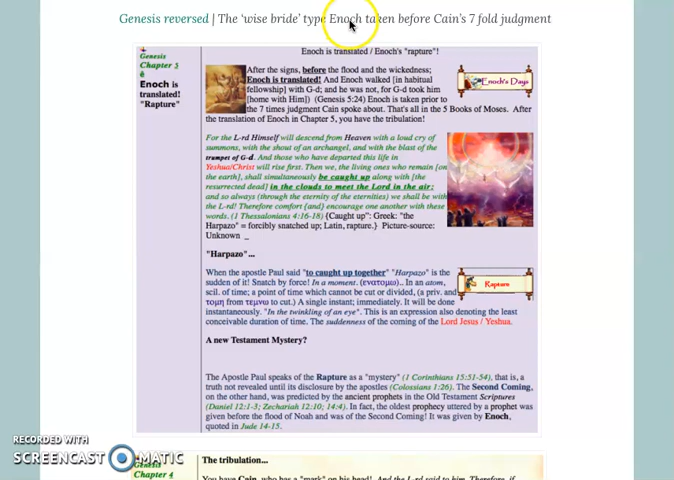 Genesis reversed | The ‘wise bride’ type Enoch taken before Cain’s 7 fold judgment
Genesis
Chapter 5
Enoch is
translated!
"Rapture"
Enoch is translated / Enoch's "rapture"!
After the signs, before the flood and the wickedness;
Enoch is translated! And Enoch walked [in habitual
fellowship] with G-d; and he was not, for G-d took him
[home with Him]) (Genesis 5:24) Enoch is taken prior to
the 7 times judgment Cain spoke about. That's all in the 5 Books of Moses. After
the translation of Enoch in Chapter 5, you have the tribulation!
Enoch's Days
For the L-rd Himself will descend from Heaven with a loud cry of
summons, with the shout of an archangel, and with the blast of the
trumpet of G-d. And those who have departed this life in
Yeshua/Christ will rise first. Then we, the living ones who remain [on
the earth], shall simultaneously be caught up along with [the
resurrected dead] in the clouds to meet the Lord in the air;
and so always (through the eternity of the eternities) we shall be with
the L-rd! Therefore comfort {and} encourage one another with these
words. (1 Thessalonians 4:16-18) {Caught up": Greek: "the
Harpazo" = forcibly snatched up; Latin, rapture.} Picture-source:
Unknown _
"Harpazo"...
When the apostle Paul said "to caught up together" "Harpazo" is the
sudden of it! Snatch by force! In a moment. (ενατομω).. In an atom,
scil. of time; a point of time which cannot be cut or divided, (a priv. and
τομη from τεμνω to cut.) A single instant; immediately. It will be done
instantaneously. "In the twinkling of an eye". This is an expression also denoting the least
conceivable duration of time. The suddenness of the coming of the Lord Jesus / Yeshua.
Rapture
A new Testament Mystery?
The Apostle Paul speaks of the Rapture as a "mystery" (1 Corinthians 15:51-54), that is, a
truth not revealed until its disclosure by the apostles (Colossians 1:26). The Second Coming,
on the other hand, was predicted by the ancient prophets in the Old Testament Scriptures
(Daniel 12:1-3; Zechariah 12:10; 14:4). In fact, the oldest prophecy uttered by a prophet was
given before the flood of Noah and was of the Second Coming! It was given by Enoch,
quoted in Jude 14-15.
RECORDED WITH
SCREENCAST MATIC
Genesis
Chapter 4
The tribulation...
You have Cain, who has a "mark" on his head! And the L-rd said to him, Therefore, if